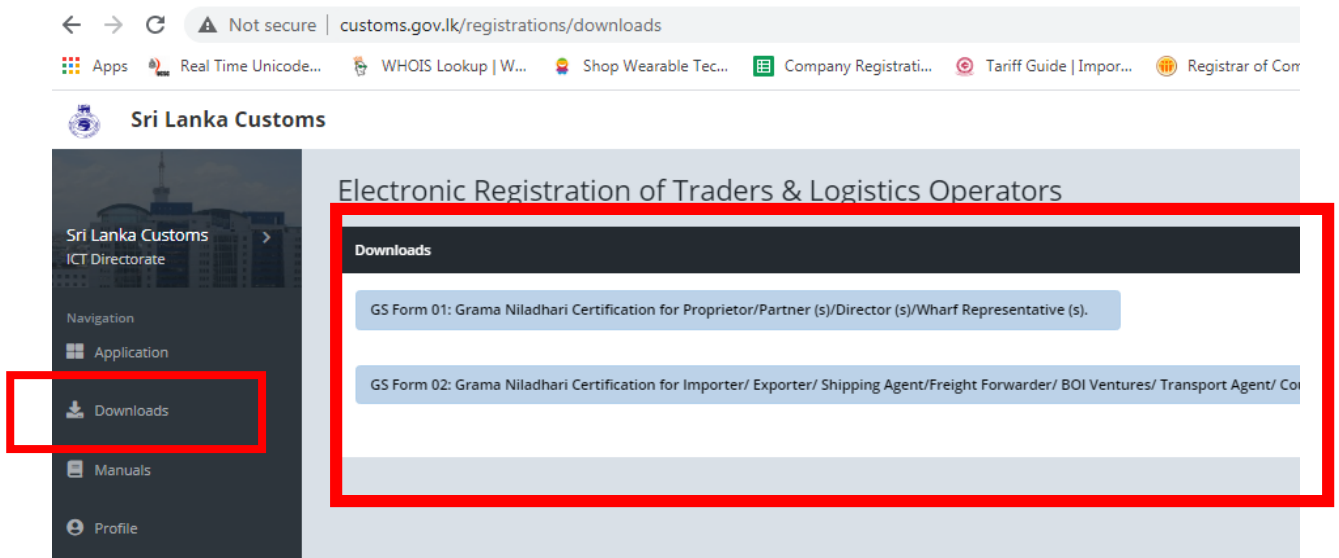 Not secure | customs.gov.lk/registrations/downloads
Apps Real Time Unicode... WHOIS Lookup | W... Shop Wearable Tec... Company Registrati... Tariff Guide | Impor... Registrar of Com
Sri Lanka Customs
Electronic Registration of Traders & Logistics Operators
Sri Lanka Customs
ICT Directorate
Downloads
GS Form 01: Grama Niladhari Certification for Proprietor/Partner (s)/Director (s)/Wharf Representative (s).
GS Form 02: Grama Niladhari Certification for Importer/ Exporter/ Shipping Agent/Freight Forwarder/ BOI Ventures/ Transport Agent/ Cou
Navigation
Application
Downloads
Manuals
Profile